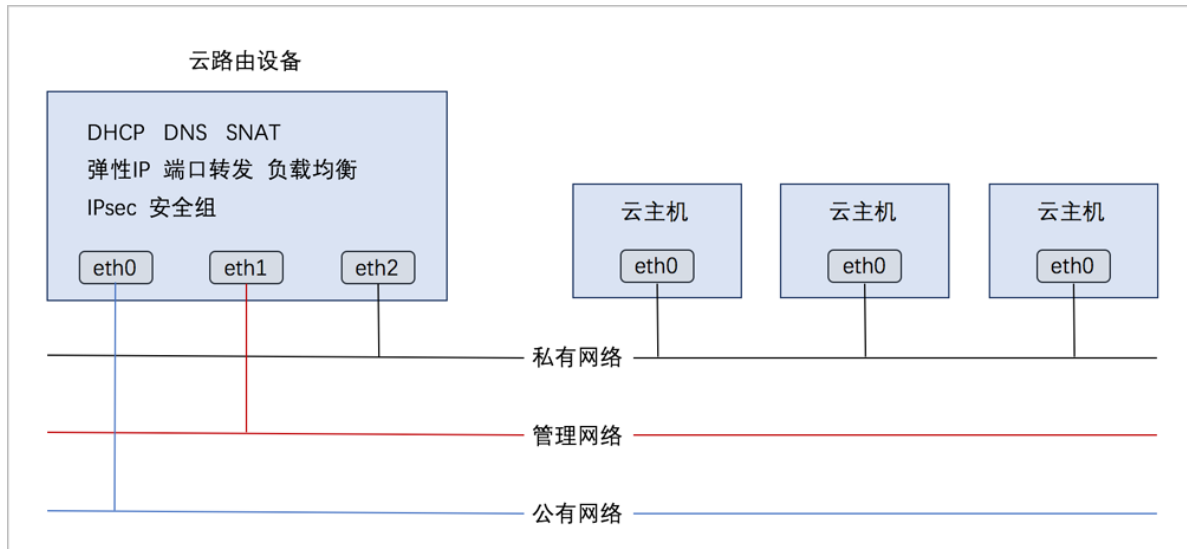 云路由设备
DHCP DNS SNAT
弹性IP 端口转发 负载均衡
IPsec 安全组
eth0 eth1 eth2
云主机 云主机 云主机
eth0 eth0 eth0
私有网络
管理网络
公有网络